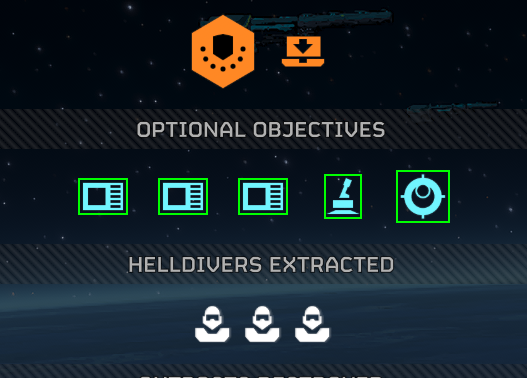 OPTIONAL OBJECTIVES
HELLDIVERS EXTRACTED